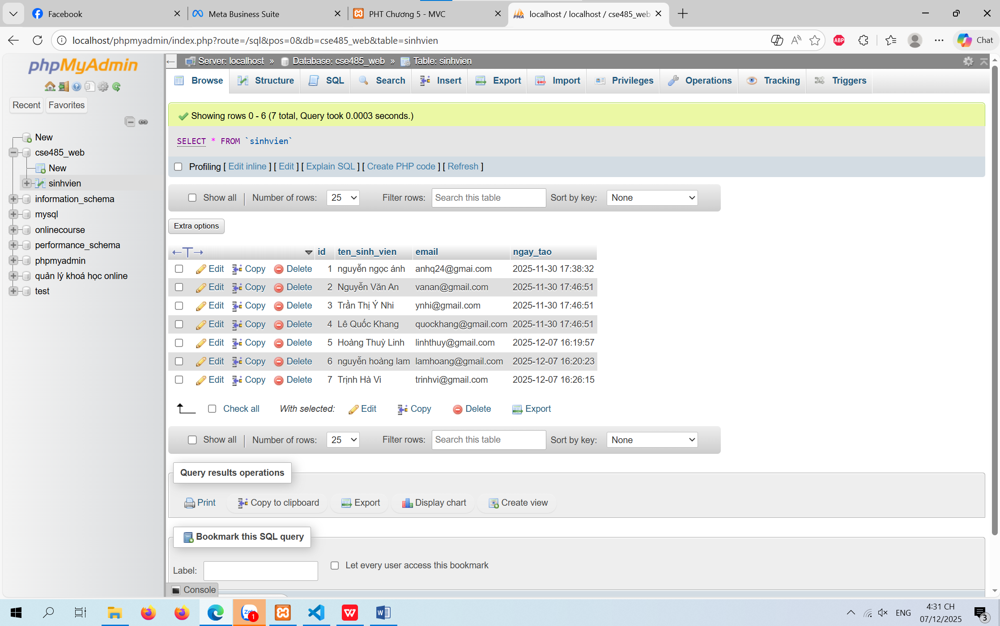 Facebook
Meta Business Suite
PHT Chương 5 - MVC
localhost / localhost / cse485_web
localhost/phpmyadmin/index.php?route=/sql&pos=0&db=cse485_web&table=sinhvien
ABP
Chat
phpMyAdmin
Recent
Favorites
New
cse485_web
New
sinhvien
information_schema
mysql
onlinecourse
performance_schema
phpmyadmin
quản lý khoá học online
test
Server: localhost » Database: cse485_web » Table: sinhvien
Browse Structure SQL Search Insert Export Import Privileges Operations Tracking Triggers
Showing rows 0 - 6 (7 total, Query took 0.0003 seconds.)
SELECT * FROM `sinhvien`
Profiling [ Edit inline ] [ Edit ] [ Explain SQL ] [ Create PHP code ] [ Refresh ]
Show all | Number of rows: 25 Filter rows: Search this table Sort by key: None
Extra options
id ten_sinh_vien email ngay_tao
Edit Copy Delete 1 nguyễn ngọc ánh anhq24@gmai.com 2025-11-30 17:38:32
Edit Copy Delete 2 Nguyễn Văn An vanan@gmail.com 2025-11-30 17:46:51
Edit Copy Delete 3 Trần Thị Ý Nhi ynhi@gmail.com 2025-11-30 17:46:51
Edit Copy Delete 4 Lê Quốc Khang quockhang@gmail.com 2025-11-30 17:46:51
Edit Copy Delete 5 Hoàng Thuỳ Linh linhthuy@gmail.com 2025-12-07 16:19:57
Edit Copy Delete 6 nguyễn hoàng lam lamhoang@gmail.com 2025-12-07 16:20:23
Edit Copy Delete 7 Trịnh Hà Vi trinhvi@gmail.com 2025-12-07 16:26:15
Check all With selected: Edit Copy Delete Export
Show all | Number of rows: 25 Filter rows: Search this table Sort by key: None
Query results operations
Print Copy to clipboard Export Display chart Create view
Bookmark this SQL query
Label: Let every user access this bookmark
Console
Zalo 1
ENG
4:31 CH
07/12/2025
3